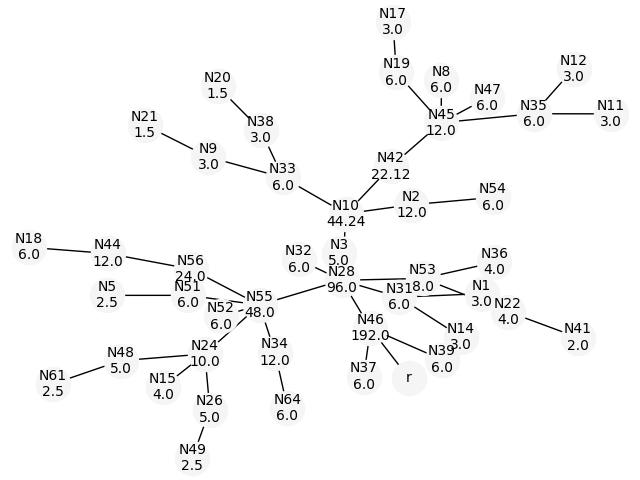 N17
3.0
N12
3.0
N19
6.0
N8
6.0
N20
1.5
N47
6.0
N35
6.0
N11
3.0
N45
12.0
N21
1.5
N38
3.0
N9
3.0
N42
22.12
N33
6.0
N54
6.0
N2
12.0
N10
44.24
N18
6.0
N44
12.0
N3
5.0
N32
6.0
N36
4.0
N56
24.0
N28
96.0
N53
8.0
N5
2.5
N51
6.0
N31
6.0
N1
3.0
N55
48.0
N52
6.0
N22
4.0
N46
192.0
N14
3.0
N41
2.0
N34
12.0
N24
10.0
N48
5.0
N39
6.0
N61
2.5
N15
4.0
N37
6.0
r
N26
5.0
N64
6.0
N49
2.5